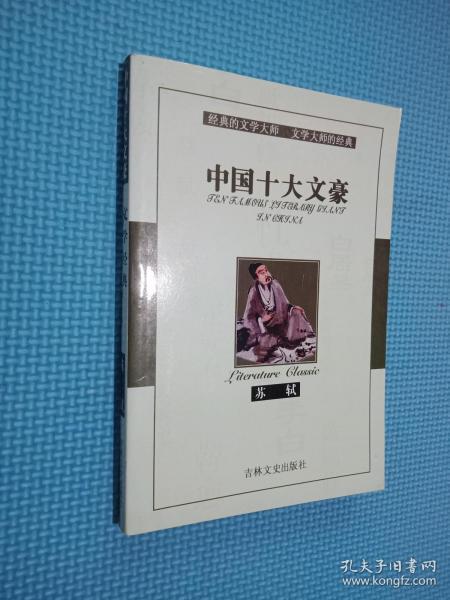 经典的文学大师 文学大师的经典
中国十大文豪
TEN FAMOUS LITERARY GIANT
IN CHINA
Literature Classic
苏 轼
吉林文史出版社
孔夫子旧书网
www.kongfz.com